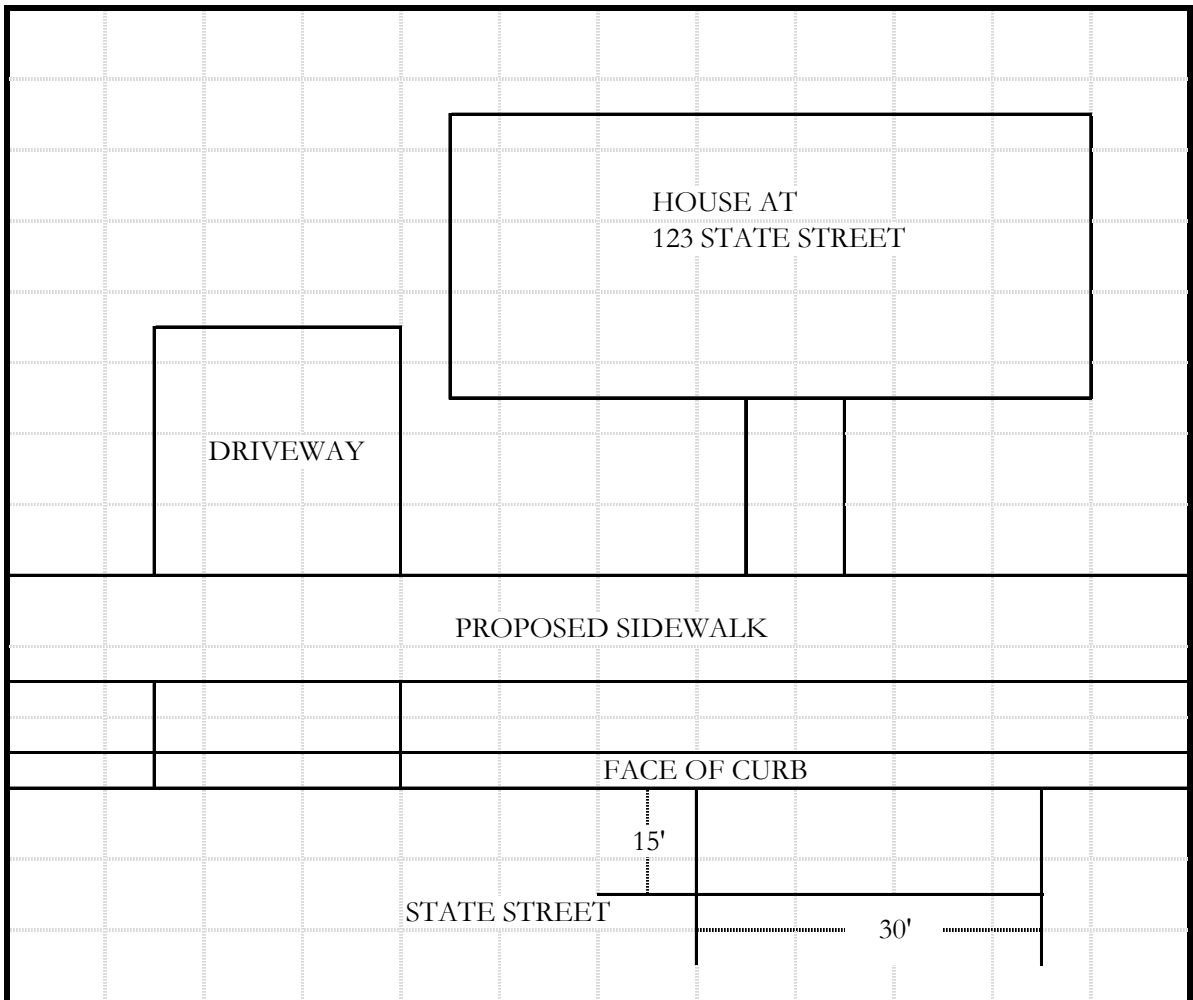 HOUSE AT
123 STATE STREET
DRIVEWAY
PROPOSED SIDEWALK
FACE OF CURB
15'
STATE STREET
30'